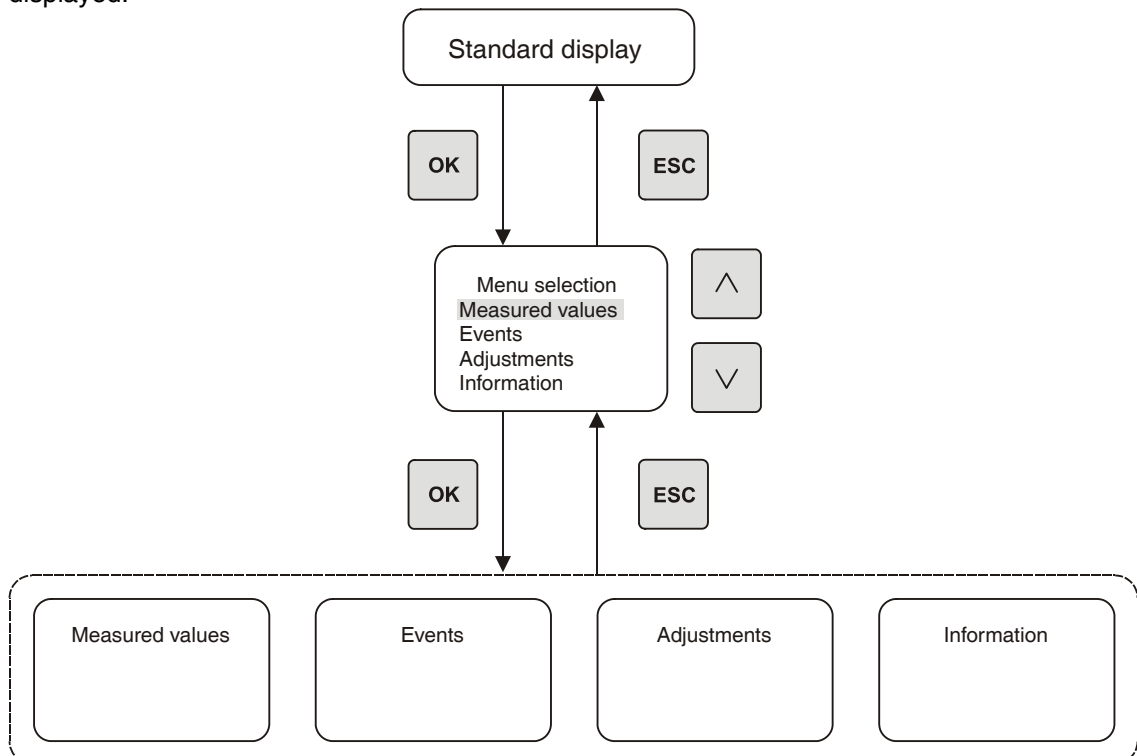 displayed.
Standard display
OK
ESC
Menu selection
Measured values
Events
Adjustments
Information
OK
ESC
Measured values
Events
Adjustments
Information